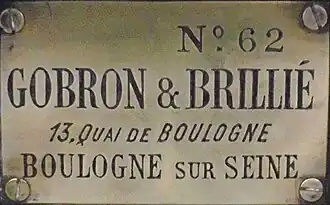 No. 62
GOBRON & BRILLIÉ
13, QUAI DE BOULOGNE
BOULOGNE SUR SEINE